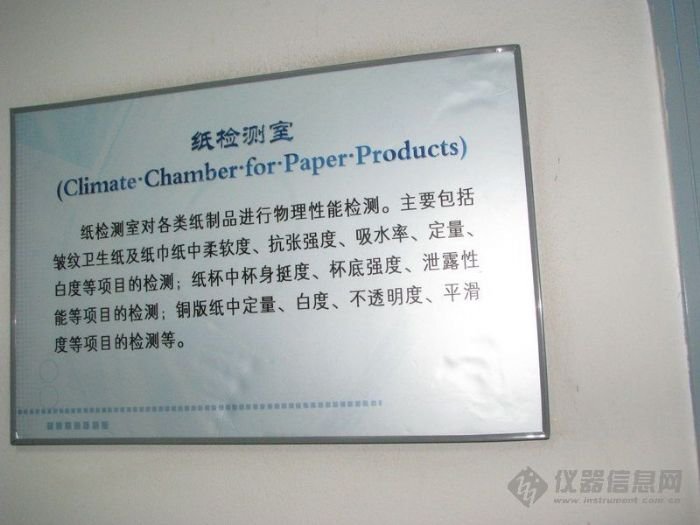 纸检测室
(Climate·Chamber·for·Paper·Products)
纸检测室对各类纸制品进行物理性能检测。主要包括
皱纹卫生纸及纸巾纸中柔软度、抗张强度、吸水率、定量、
白度等项目的检测；纸杯中杯身挺度、杯底强度、泄露性
能等项目的检测；铜版纸中定量、白度、不透明度、平滑
度等项目的检测等。
仪器信息网
www.instrument.com.cn